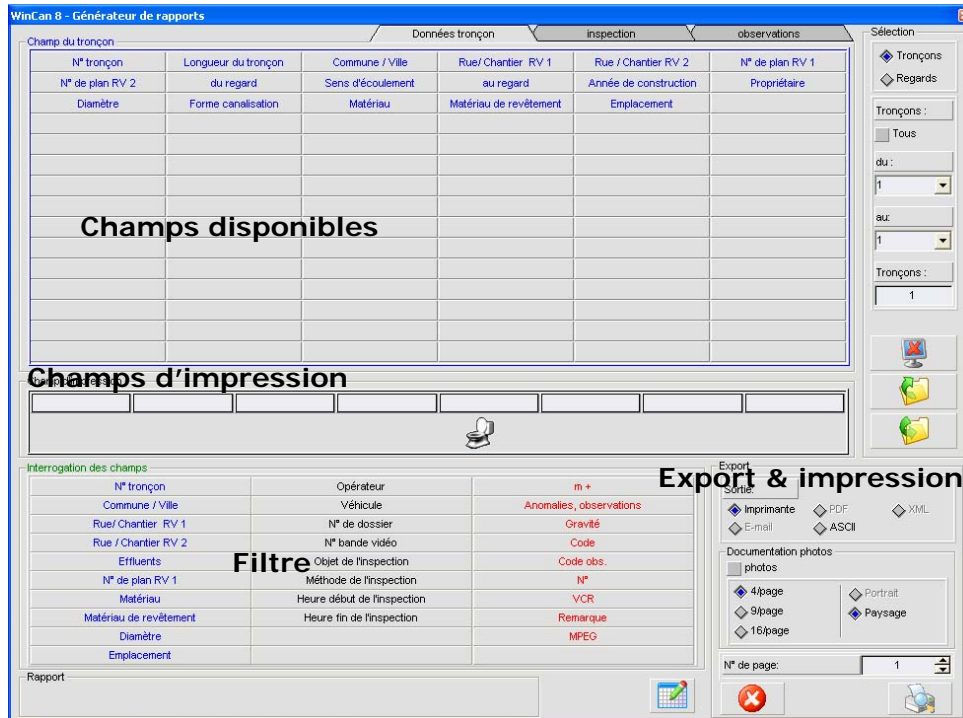 WinCan 8 - Générateur de rapports
Champ du tronçon
Données tronçon inspection observations
N° tronçon Longueur du tronçon Commune / Ville Rue/ Chantier RV 1 Rue / Chantier RV 2 N° de plan RV 1
N° de plan RV 2 du regard Sens d'écoulement au regard Année de construction Propriétaire
Diamètre Forme canalisation Matériau Matériau de revêtement Emplacement
Champs disponibles
Sélection
Tronçons
Regards
Tronçons :
Tous
du :
1
au:
1
Tronçons :
1
Champs d'impression
Interrogation des champs
N° tronçon Opérateur m +
Commune / Ville Véhicule Anomalies, observations
Rue/ Chantier RV 1 N° de dossier Gravité
Rue / Chantier RV 2 N° bande vidéo Code
Effluents Objet de l'inspection Code obs.
N° de plan RV 1 Méthode de l'inspection N°
Matériau Heure début de l'inspection VCR
Matériau de revêtement Heure fin de l'inspection Remarque
Diamètre MPEG
Emplacement
Filtre
Export
Export & impression
Sortie:
Imprimante PDF XML
E-mail ASCII
Documentation photos
photos
4/page Portrait
9/page Paysage
16/page
N° de page: 1
Rapport